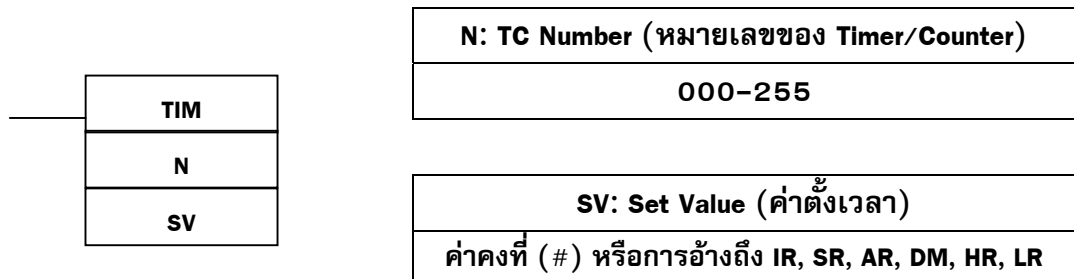 TIM
N
SV
N: TC Number (หมายเลขของ Timer/Counter)
000-255
SV: Set Value (ค่าตั้งเวลา)
ค่าคงที่ (#) หรือการอ้างถึง IR, SR, AR, DM, HR, LR